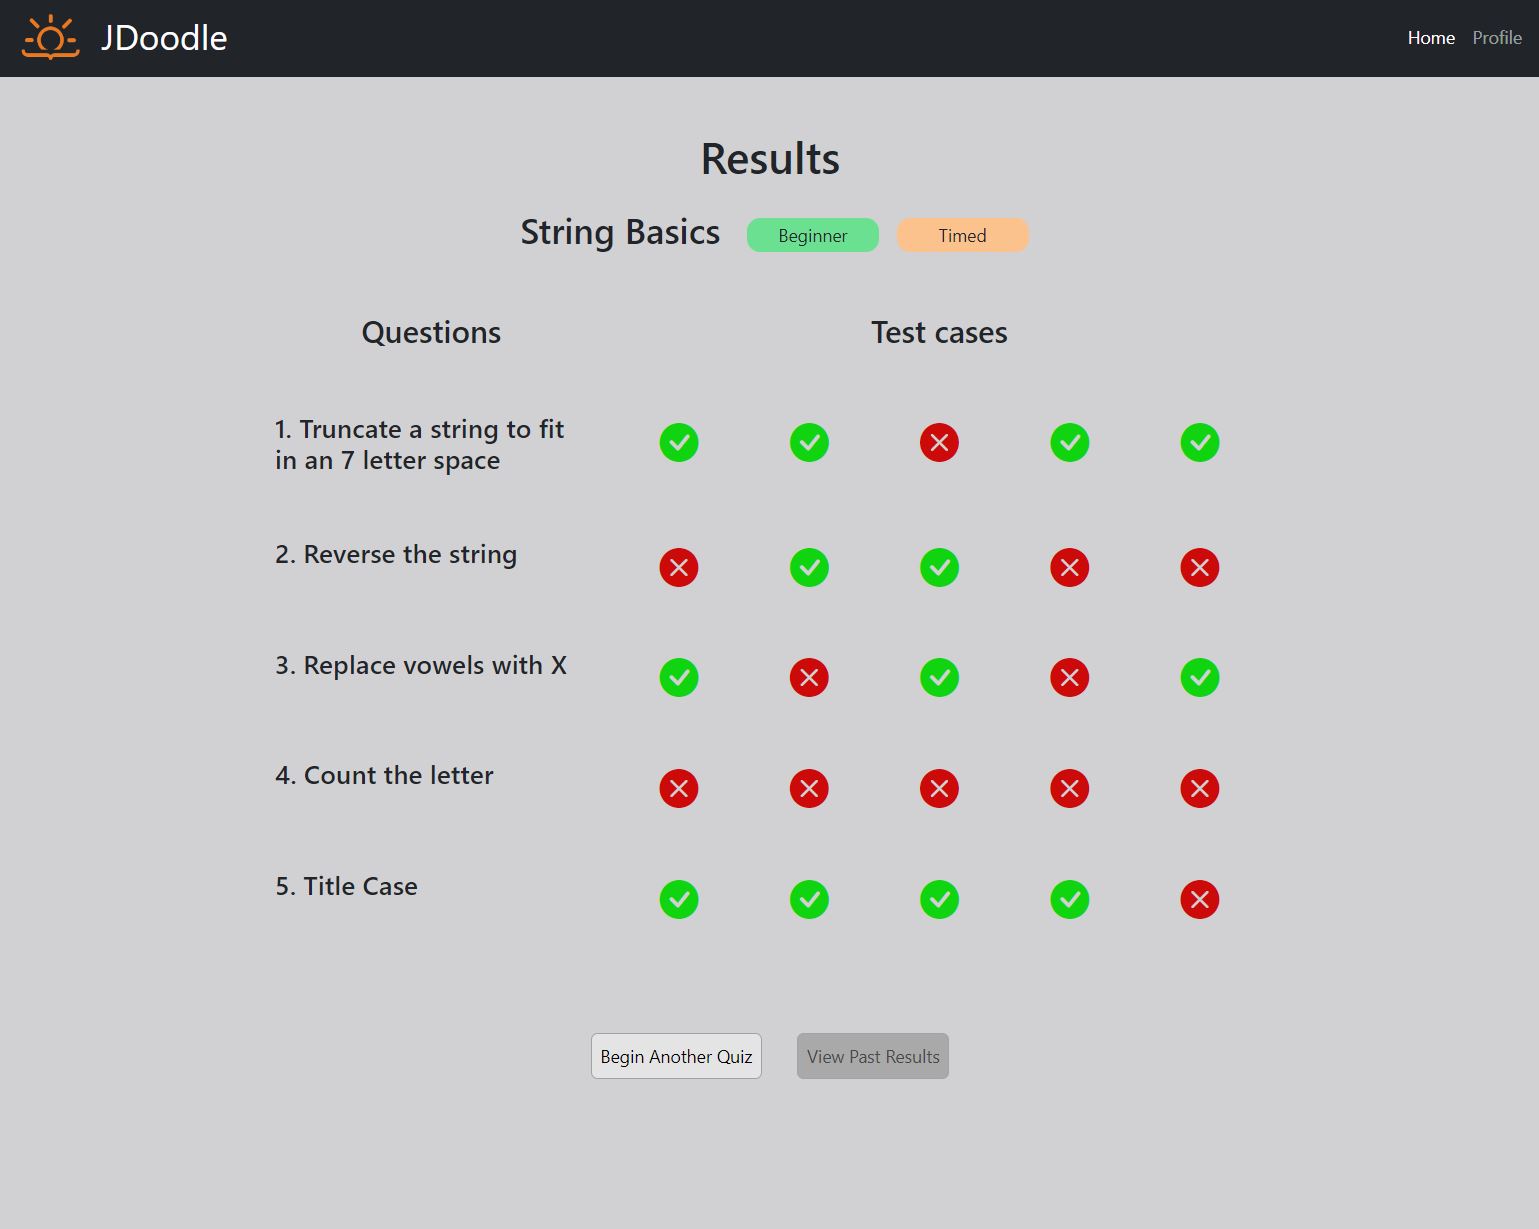 JDoodle
Home Profile
Results
String Basics Beginner Timed
Questions Test cases
1. Truncate a string to fit
in an 7 letter space
2. Reverse the string
3. Replace vowels with X
4. Count the letter
5. Title Case
Begin Another Quiz View Past Results